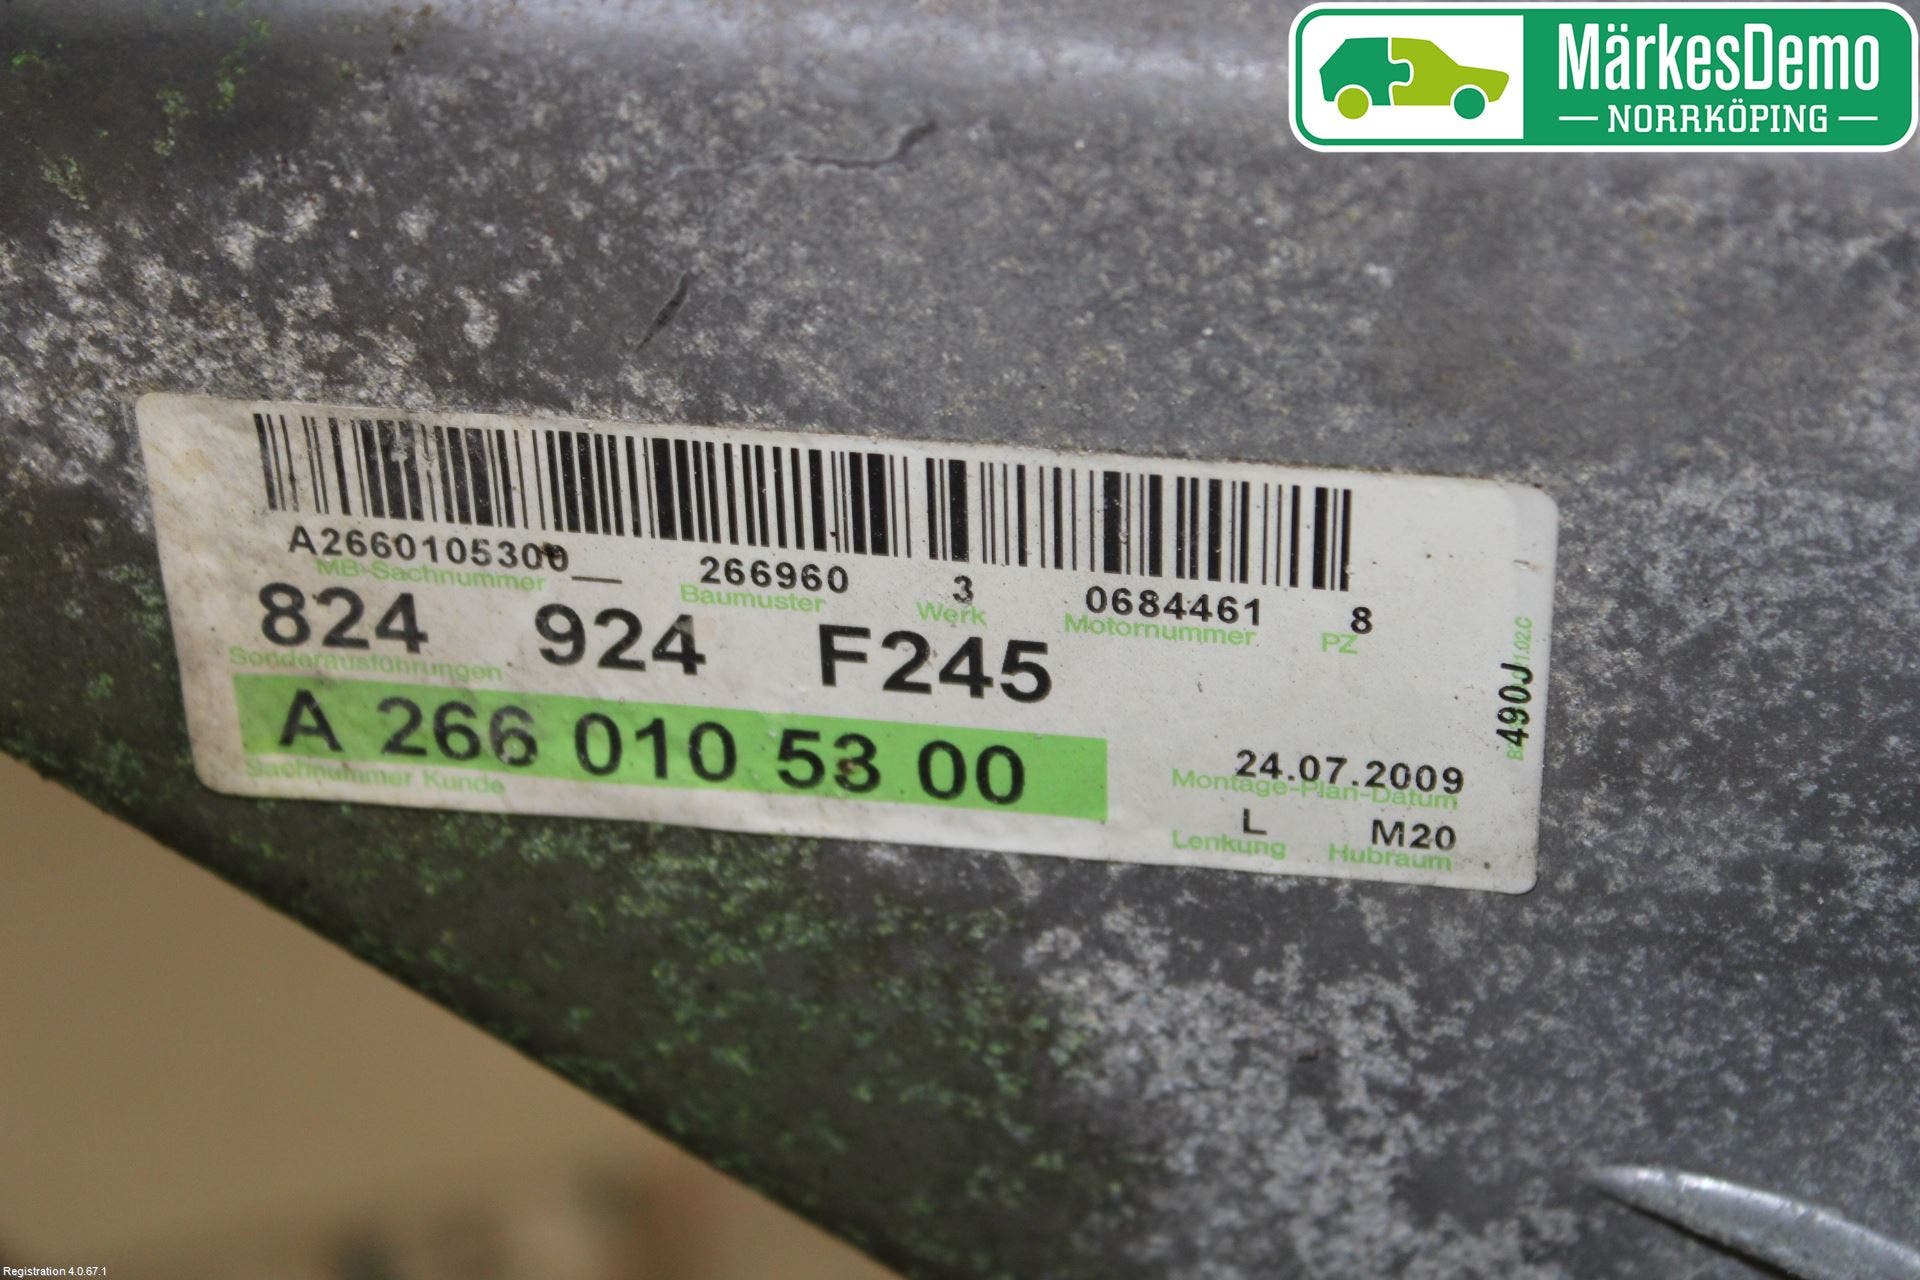 MärkesDemo
NORRKÖPING
A2660105300__ 266960 3 0684461 8
MB-Sachnummer Baumuster Werk Motornummer PZ
824 924 F245
Sonderausführungen
A 266 010 53 00
Sachnummer Kunde
24.07.2009
Montage-Plan-Datum
L M20
Lenkung Hubraum
490J
Registration 4.0.67.1